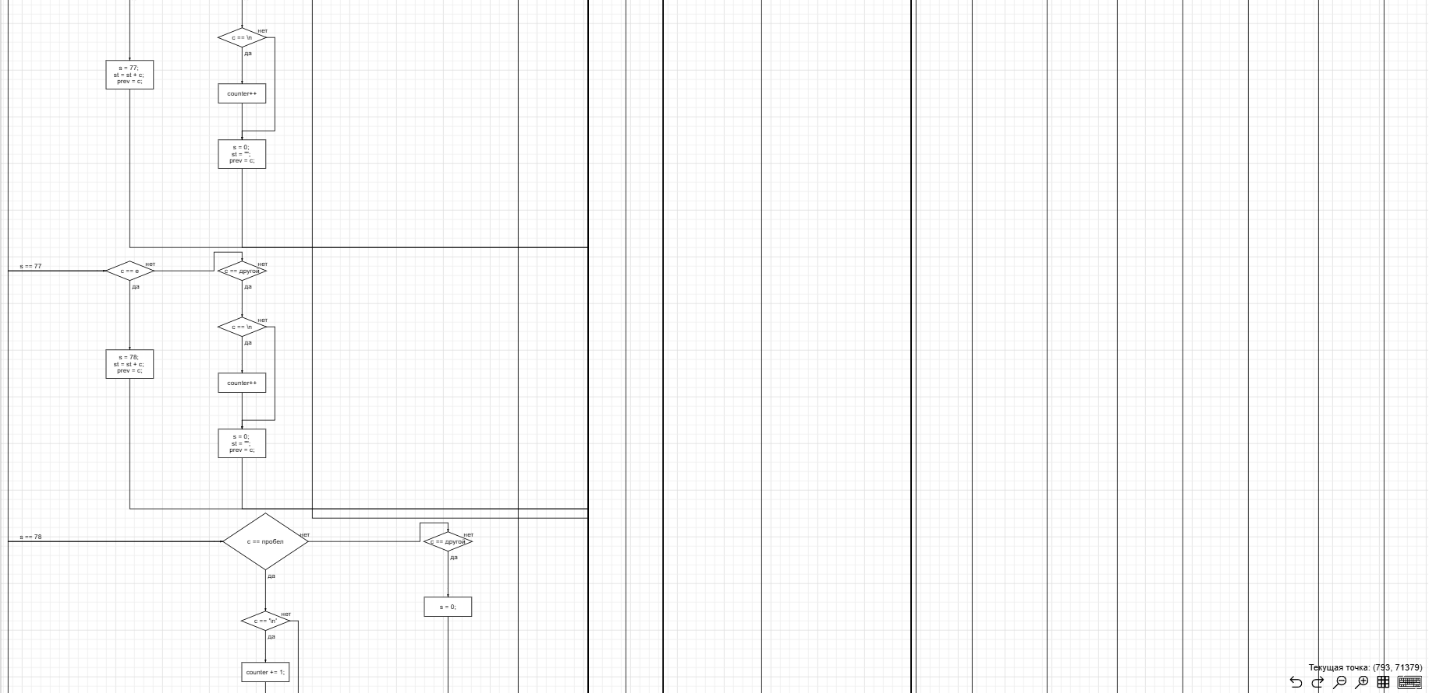 нет
c == \n
да
s = 77;
st = st + c;
prev = c;
counter++
s = 0;
st = "";
prev = c;
s == 77
c == e
нет
да
c == другой
нет
да
c == \n
нет
да
s = 78;
st = st + c;
prev = c;
counter++
s = 0;
st = "";
prev = c;
s == 78
c == пробел
нет
да
c == другой
нет
да
s = 0;
c == "\n"
нет
да
counter += 1;
Текущая точка: (793, 71379)